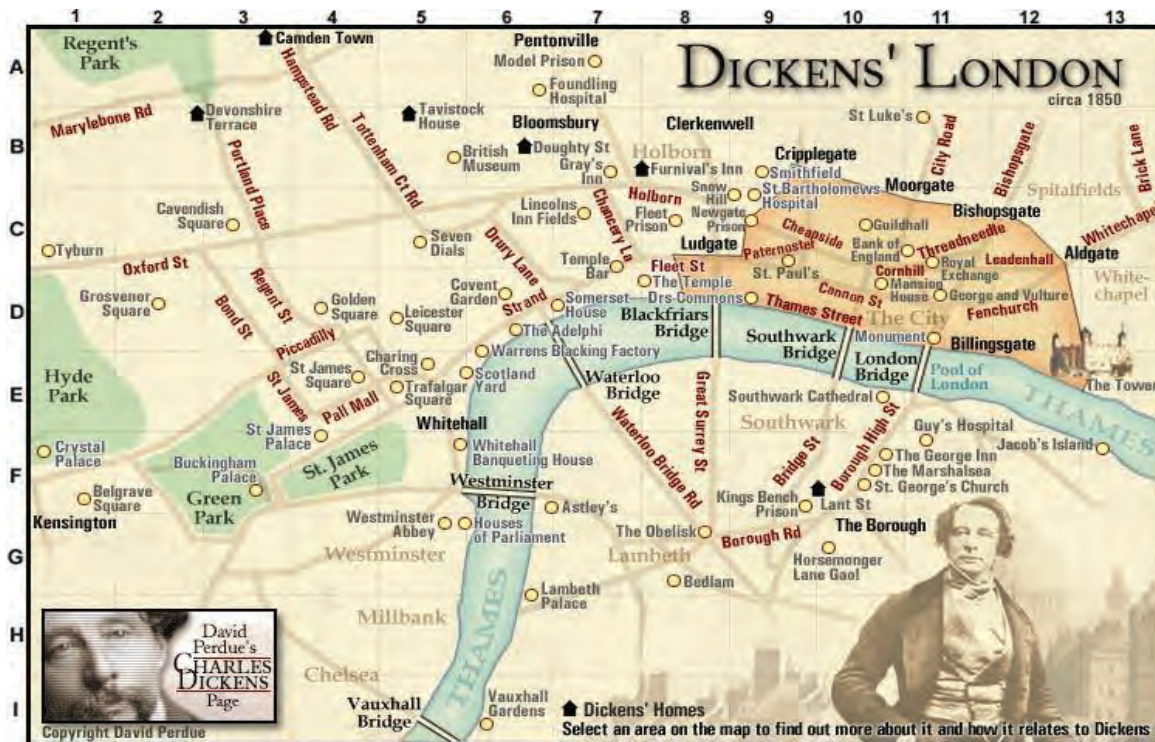 1 2 3 4 5 6 7 8 9 10 11 12 13
A
B
C
D
E
F
G
H
I
DICKENS' LONDON
circa 1850
Regent's
Park
Camden Town
Pentonville
Model Prison
Foundling
Hospital
Hampstead Rd
Marylebone Rd
Devonshire
Terrace
Tottenham Ct Rd
Tavistock
House
Bloomsbury
Doughty St
British
Museum
Gray's
Inn
Clerkenwell
Holborn
Furnival's Inn
St Luke's
City Road
Bishopsgate
Brick Lane
Cripplegate
Smithfield
Moorgate
Spitalfields
Portland Place
Cavendish
Square
Lincolns
Inn Fields
Chancery La
Holborn
Snow
Hill
St Bartholomews
Hospital
Fleet
Prison
Newgate
Prison
Cheapside
Guildhall
Bishopsgate
Whitechapel
Tyburn
Oxford St
Seven
Dials
Drury Lane
Temple
Bar
Ludgate
Paternoster
St. Paul's
Bank of
England
Threadneedle
Royal
Exchange
Leadenhall
Aldgate
White-
chapel
Grosvenor
Square
Bond St
Regent St
Golden
Square
Leicester
Square
Covent
Garden
Strand
Somerset
House
Fleet St
The Temple
Drs Commons
Cannon St
Cornhill
Mansion
House
George and Vulture
Fenchurch
Thames Street
The City
Piccadilly
The Adelphi
Blackfriars
Bridge
Southwark
Bridge
London
Bridge
Monument
Billingsgate
Charing
Cross
Warrens Blacking Factory
Hyde
Park
St James
St James
Square
Trafalgar
Square
Scotland
Yard
Waterloo
Bridge
Pool of
London
The Tower
Pall Mall
Great Surrey St
Southwark Cathedral
THAMES
St James
Palace
Whitehall
Southwark
Crystal
Palace
Buckingham
Palace
St. James
Park
Whitehall
Banqueting House
Waterloo Bridge Rd
Bridge St
Borough High St
Guy's Hospital
Jacob's Island
The George Inn
The Marshalsea
St. George's Church
Belgrave
Square
Green
Park
Westminster
Bridge
Kings Bench
Prison
Lant St
Kensington
Westminster
Abbey
Houses
of Parliament
Astley's
The Obelisk
Borough Rd
The Borough
Westminster
Lambeth
Horsemonger
Lane Gaol
Bedlam
Lambeth
Palace
Millbank
THAMES
Chelsea
David
Perdue's
CHARLES
DICKENS
Page
Copyright David Perdue
Vauxhall
Bridge
Vauxhall
Gardens
Dickens' Homes
Select an area on the map to find out more about it and how it relates to Dickens